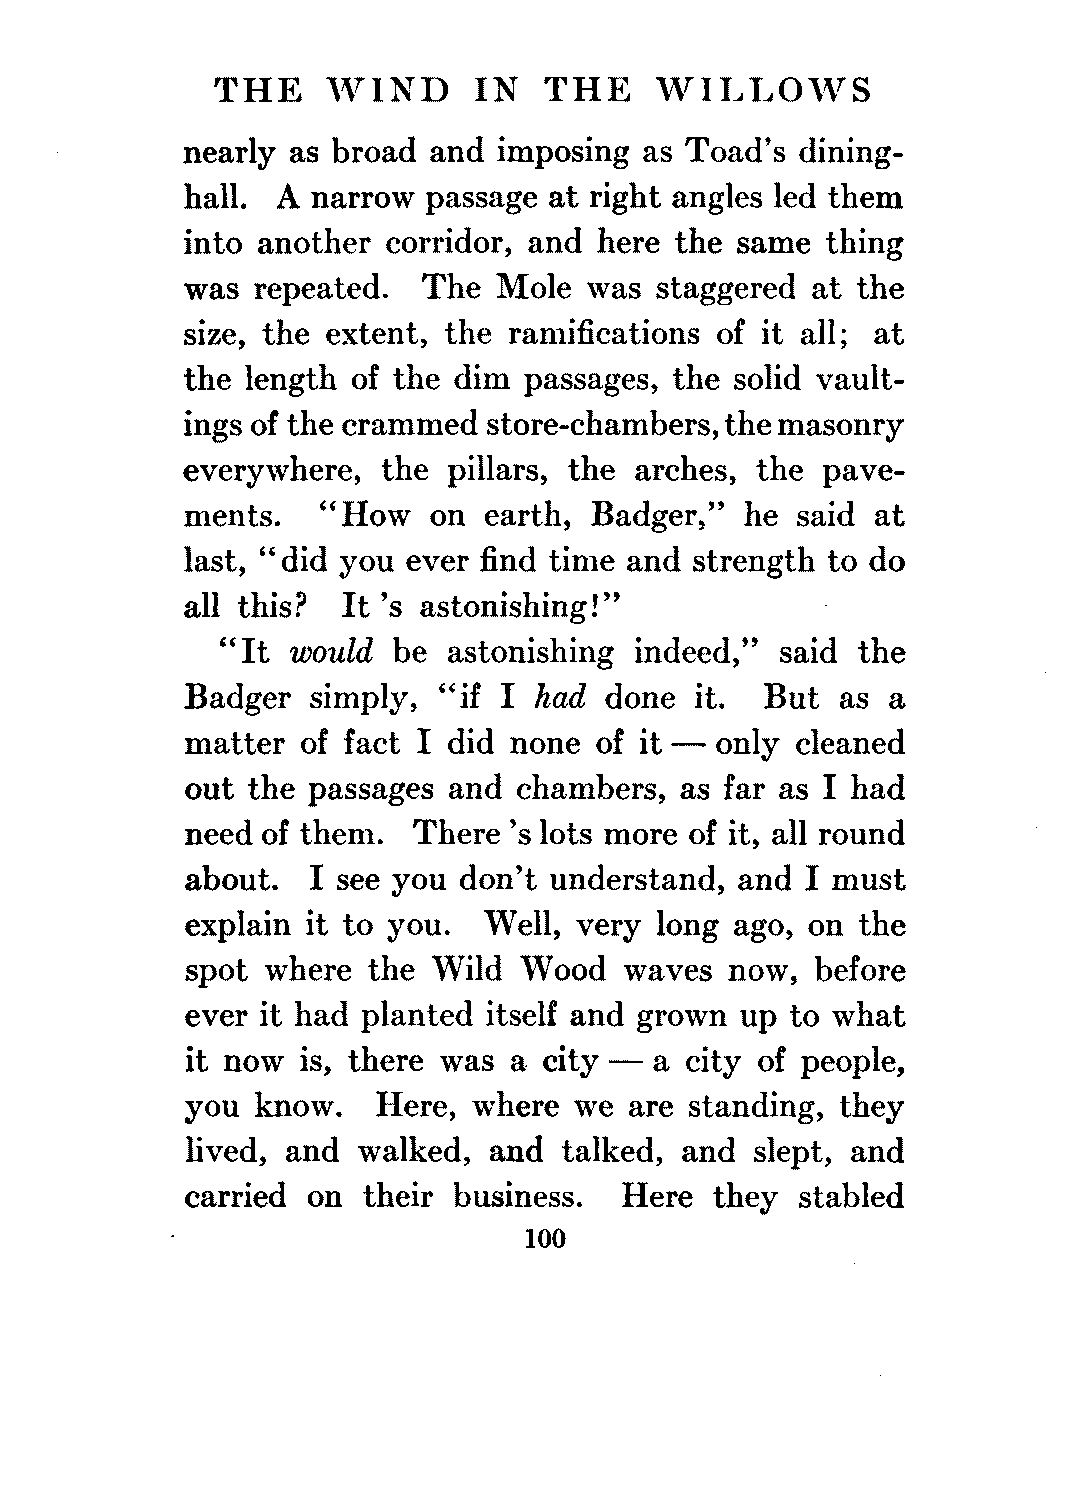 THE WIND IN THE WILLOWS
nearly as broad and imposing as Toad's dining-
hall. A narrow passage at right angles led them
into another corridor, and here the same thing
was repeated. The Mole was staggered at the
size, the extent, the ramifications of it all; at
the length of the dim passages, the solid vault-
ings of the crammed store-chambers, the masonry
everywhere, the pillars, the arches, the pave-
ments. "How on earth, Badger," he said at
last, "did you ever find time and strength to do
all this? It 's astonishing!"
"It would be astonishing indeed," said the
Badger simply, "if I had done it. But as a
matter of fact I did none of it — only cleaned
out the passages and chambers, as far as I had
need of them. There 's lots more of it, all round
about. I see you don't understand, and I must
explain it to you. Well, very long ago, on the
spot where the Wild Wood waves now, before
ever it had planted itself and grown up to what
it now is, there was a city — a city of people,
you know. Here, where we are standing, they
lived, and walked, and talked, and slept, and
carried on their business. Here they stabled
100